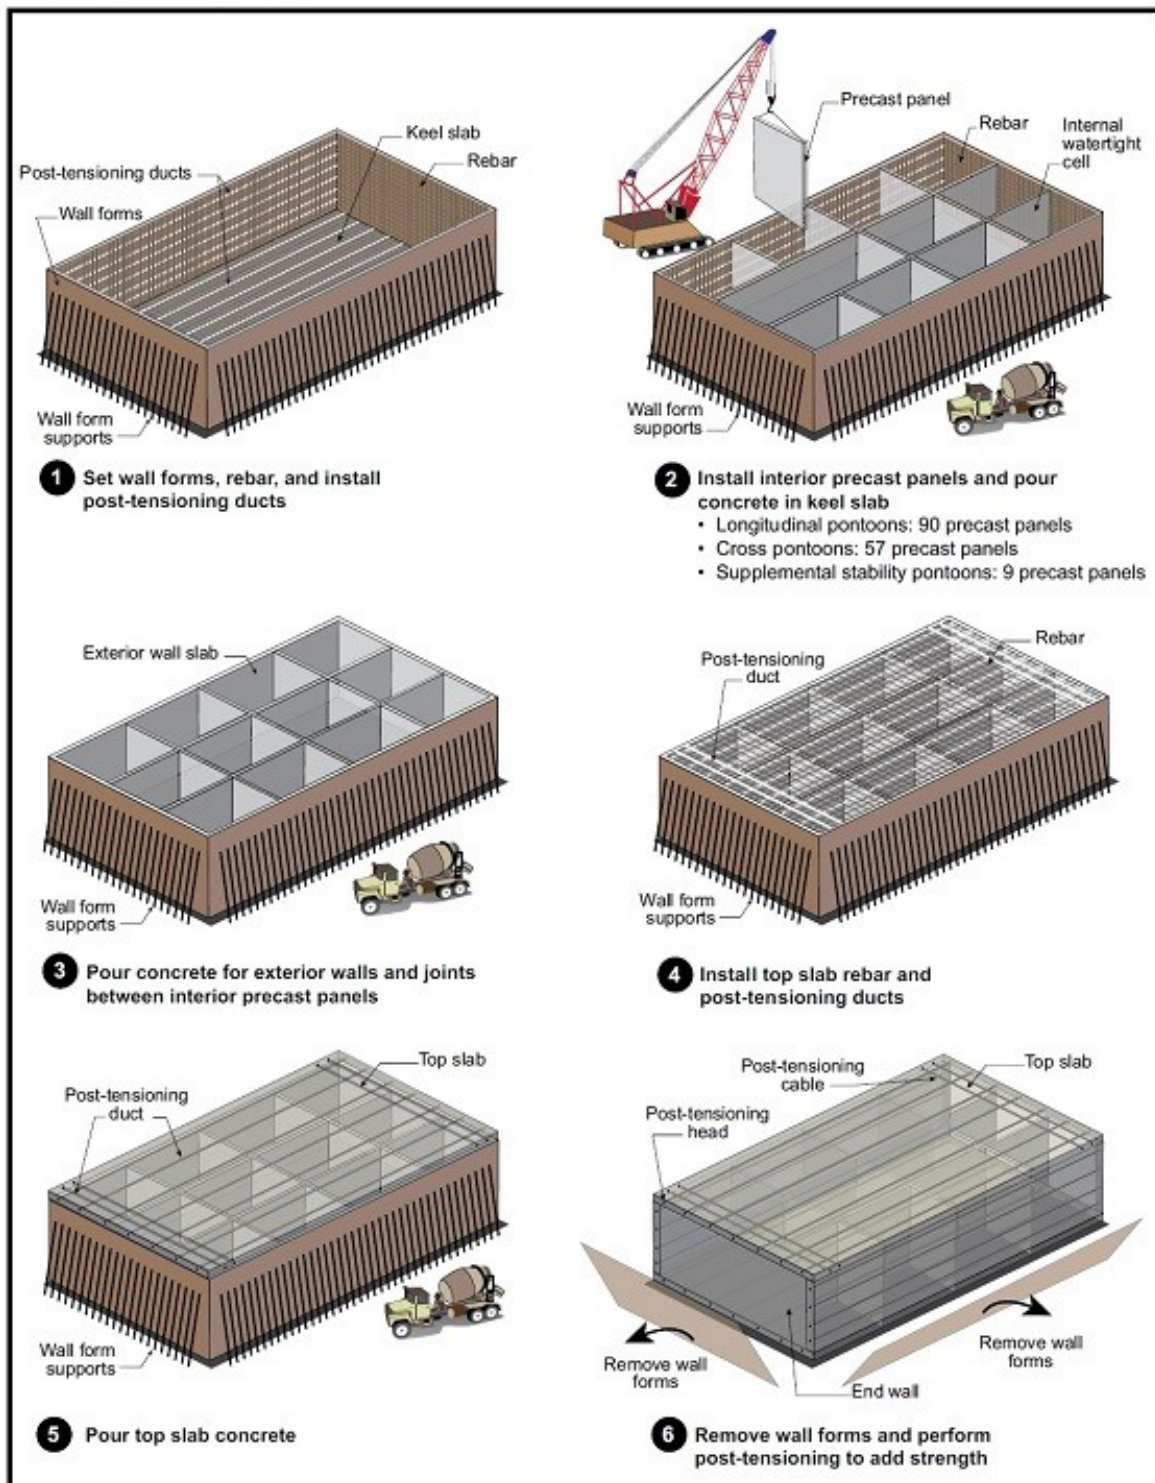 Keel slab
Rebar
Post-tensioning ducts
Wall forms
Wall form
supports
1 Set wall forms, rebar, and install
post-tensioning ducts
Precast panel
Rebar
Internal
watertight
cell
Wall form
supports
2 Install interior precast panels and pour
concrete in keel slab
• Longitudinal pontoons: 90 precast panels
• Cross pontoons: 57 precast panels
• Supplemental stability pontoons: 9 precast panels
Exterior wall slab
Wall form
supports
3 Pour concrete for exterior walls and joints
between interior precast panels
Rebar
Post-tensioning
duct
Wall form
supports
4 Install top slab rebar and
post-tensioning ducts
Top slab
Post-tensioning
duct
Wall form
supports
5 Pour top slab concrete
Post-tensioning
cable
Top slab
Post-tensioning
head
Remove wall
forms
Remove wall
forms
End wall
6 Remove wall forms and perform
post-tensioning to add strength